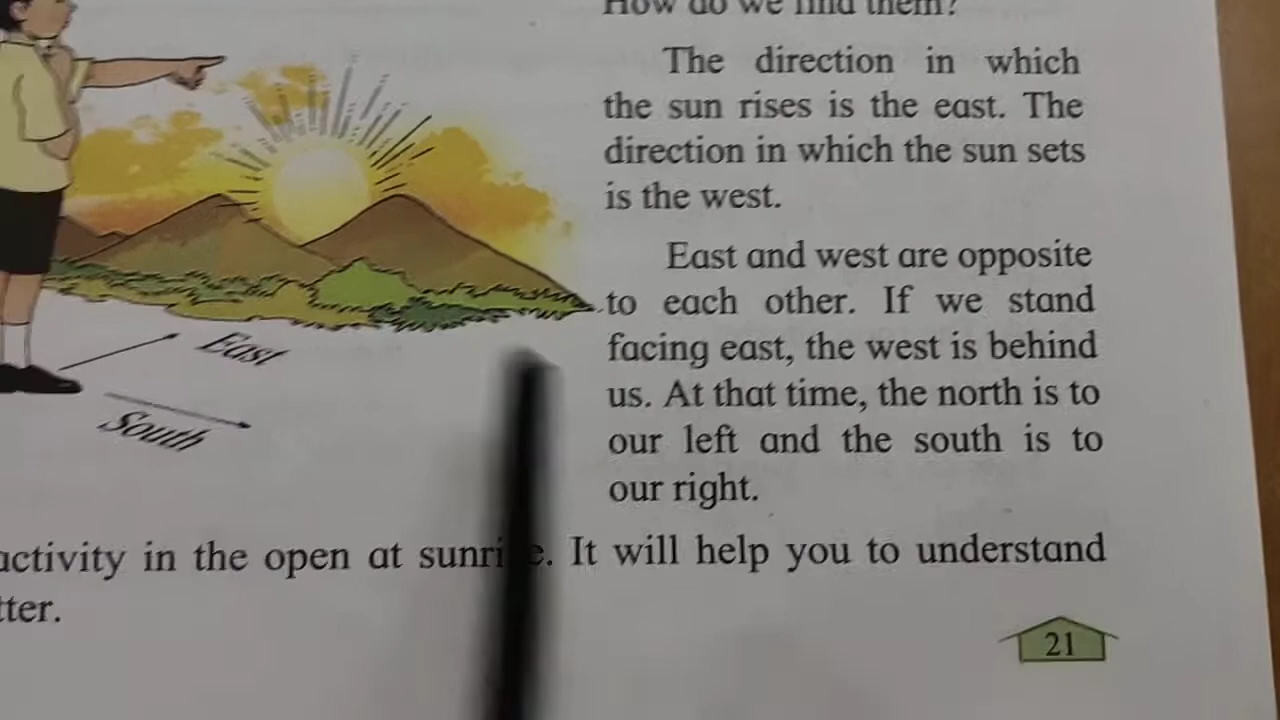 How do we find them?
The direction in which
the sun rises is the east. The
direction in which the sun sets
is the west.
East and west are opposite
to each other. If we stand
facing east, the west is behind
us. At that time, the north is to
our left and the south is to
our right.
East
South
activity in the open at sunrise. It will help you to understand
tter.
21